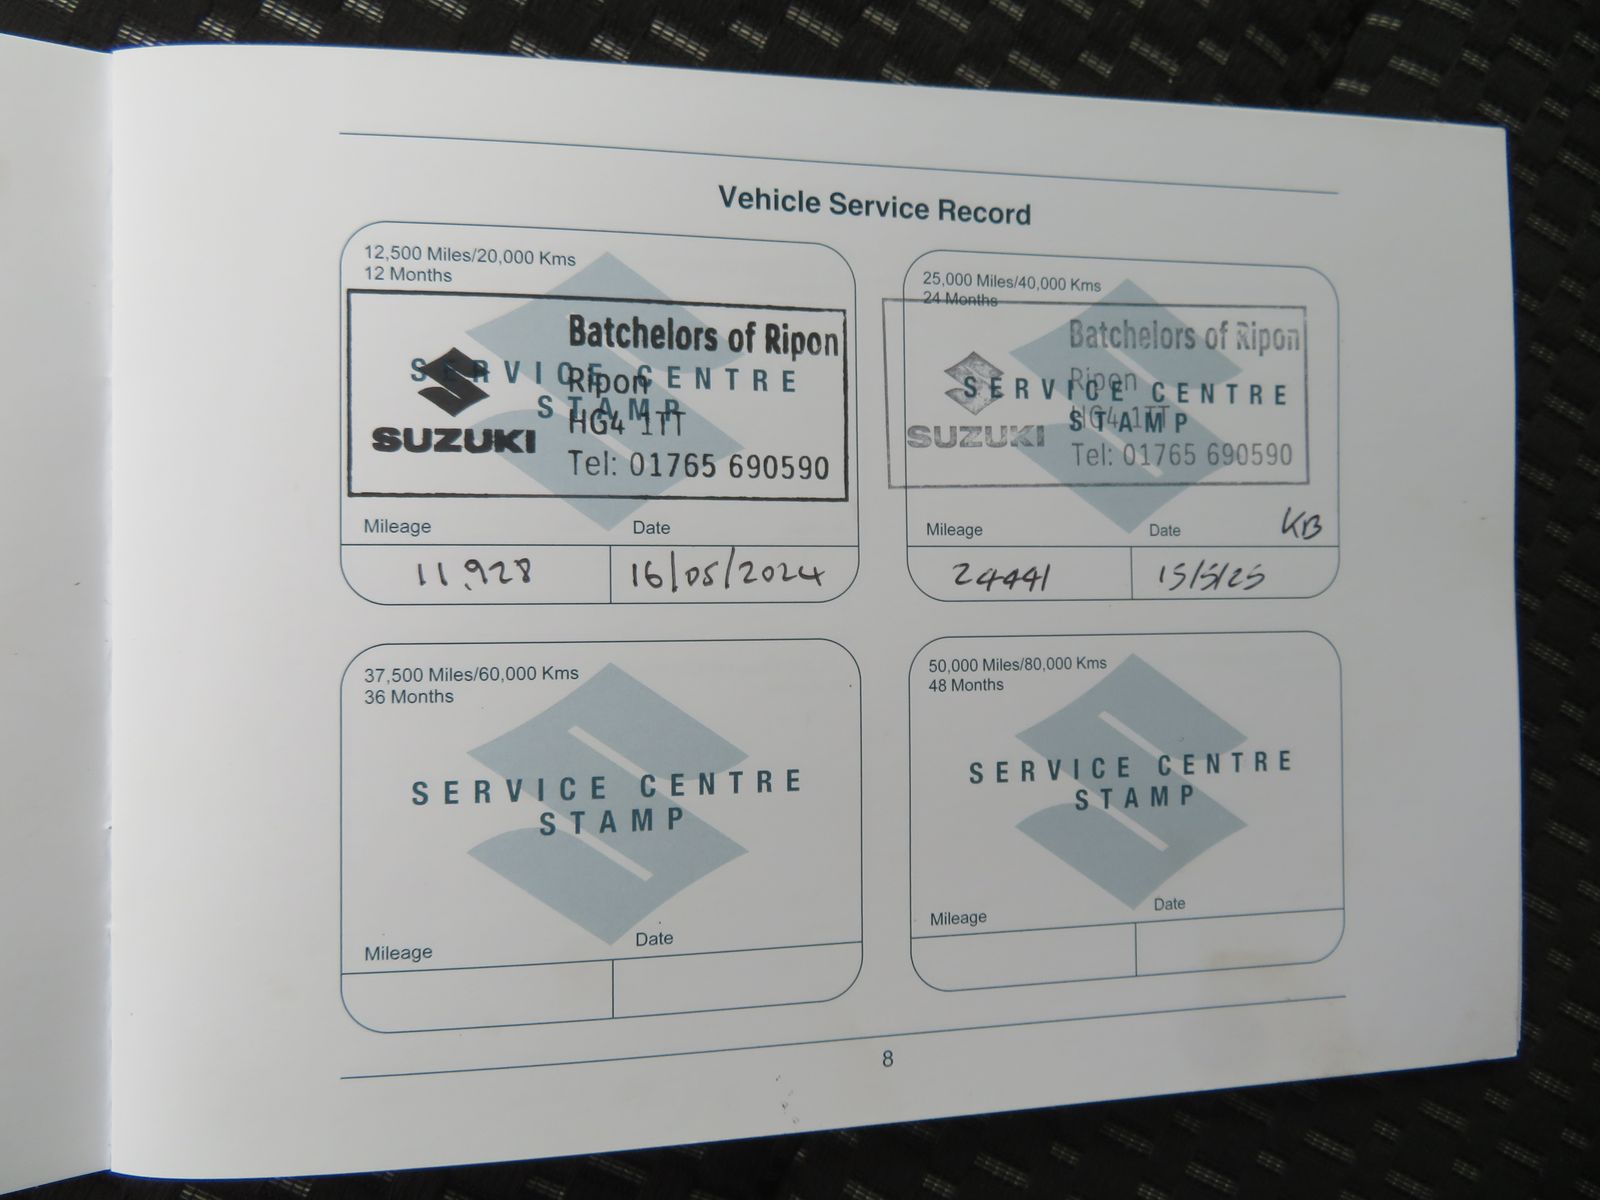 Vehicle Service Record
12,500 Miles/20,000 Kms
12 Months
SERVICE CENTRE
STAMP
Batchelors of Ripon
Ripon
HG4 1TT
Tel: 01765 690590
SUZUKI
Mileage
Date
11,928
16/05/2024
25,000 Miles/40,000 Kms
24 Months
SERVICE CENTRE
STAMP
Batchelors of Ripon
Ripon
HG4 1TT
Tel: 01765 690590
SUZUKI
Mileage
Date
KB
24441
15/5/25
37,500 Miles/60,000 Kms
36 Months
SERVICE CENTRE
STAMP
Mileage
Date
50,000 Miles/80,000 Kms
48 Months
SERVICE CENTRE
STAMP
Mileage
Date
8